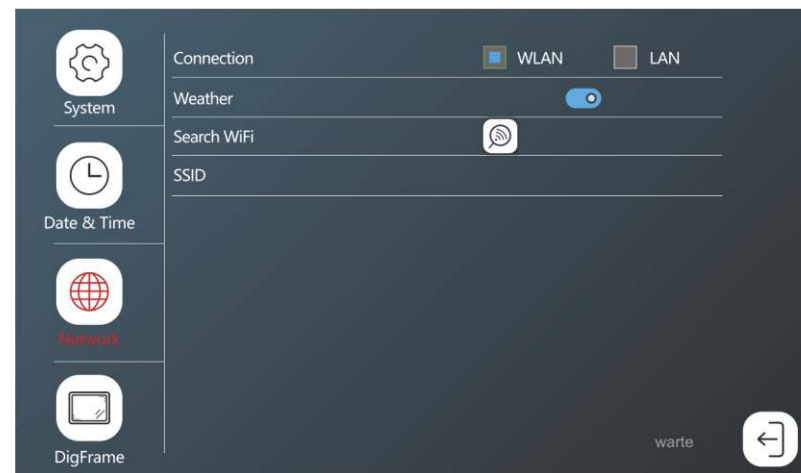 System
Date & Time
Network
DigFrame
Connection WLAN LAN
Weather
Search WiFi
SSID
warte